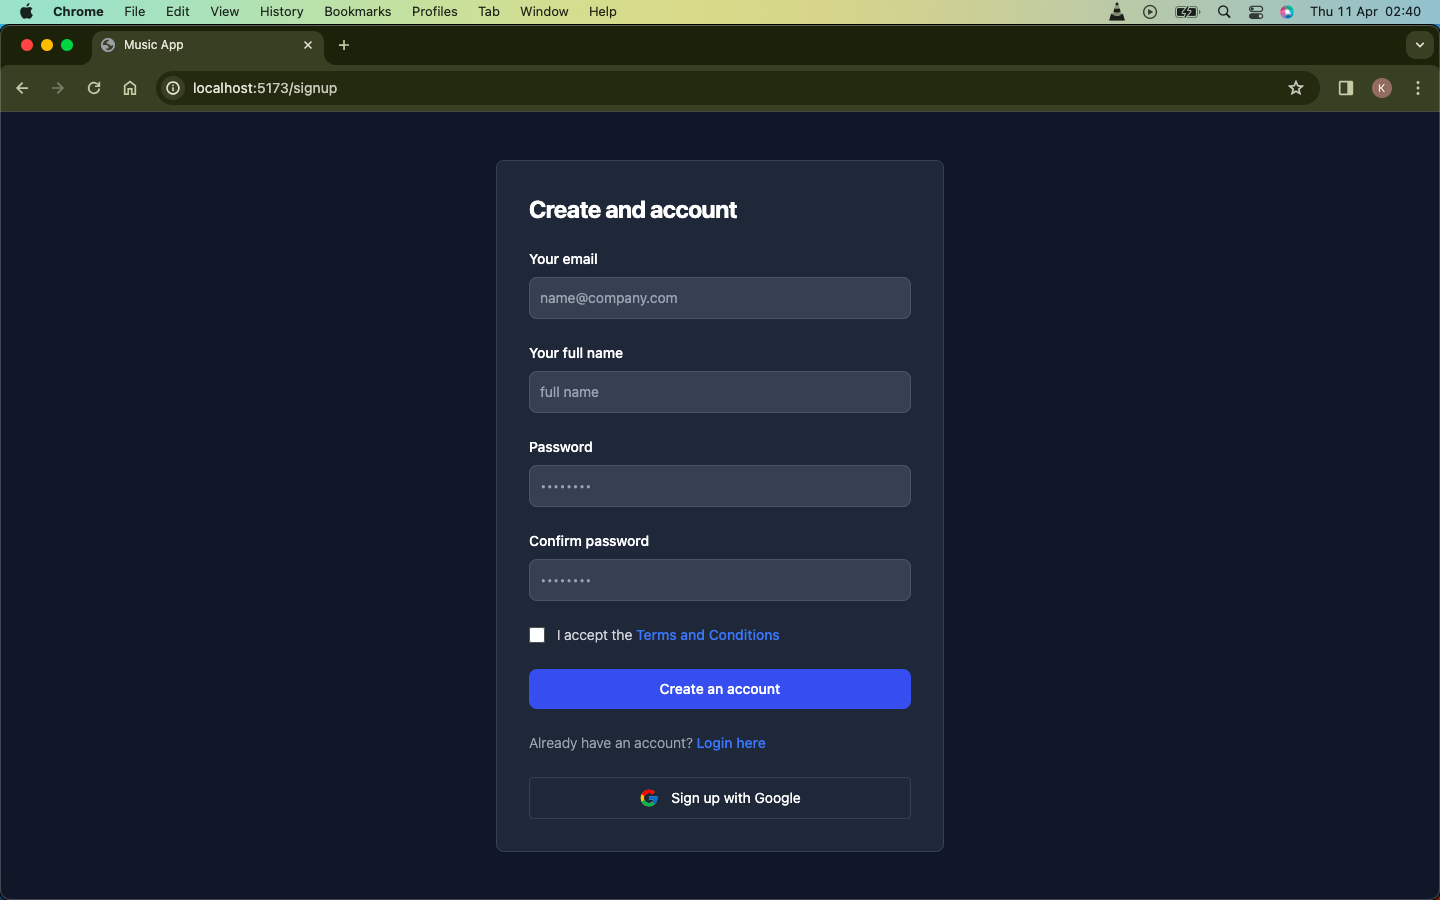 Chrome File Edit View History Bookmarks Profiles Tab Window Help Thu 11 Apr 02:40
Music App
localhost:5173/signup
K
Create and account
Your email
name@company.com
Your full name
full name
Password
••••••••
Confirm password
••••••••
I accept the Terms and Conditions
Create an account
Already have an account? Login here
Sign up with Google